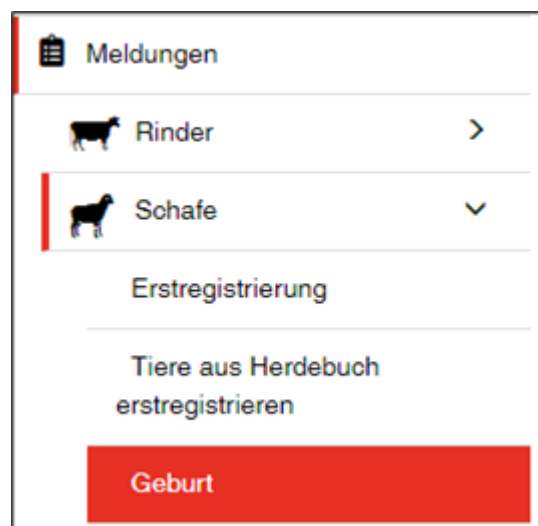 Meldungen
Rinder
Schafe
Erstregistrierung
Tiere aus Herdebuch
erstregistrieren
Geburt